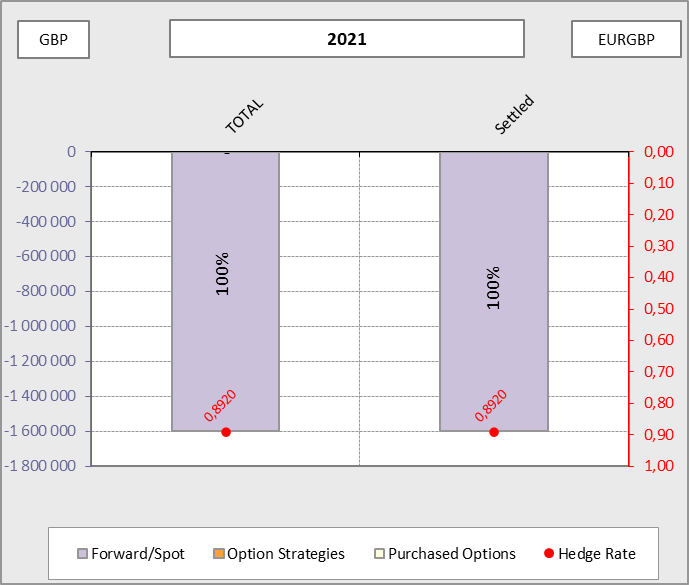 GBP
2021
EURGBP
TOTAL
Settled
0
-200 000
-400 000
-600 000
-800 000
-1 000 000
-1 200 000
-1 400 000
-1 600 000
-1 800 000
100%
100%
0,8920
0,8920
0,00
0,10
0,20
0,30
0,40
0,50
0,60
0,70
0,80
0,90
1,00
Forward/Spot
Option Strategies
Purchased Options
Hedge Rate